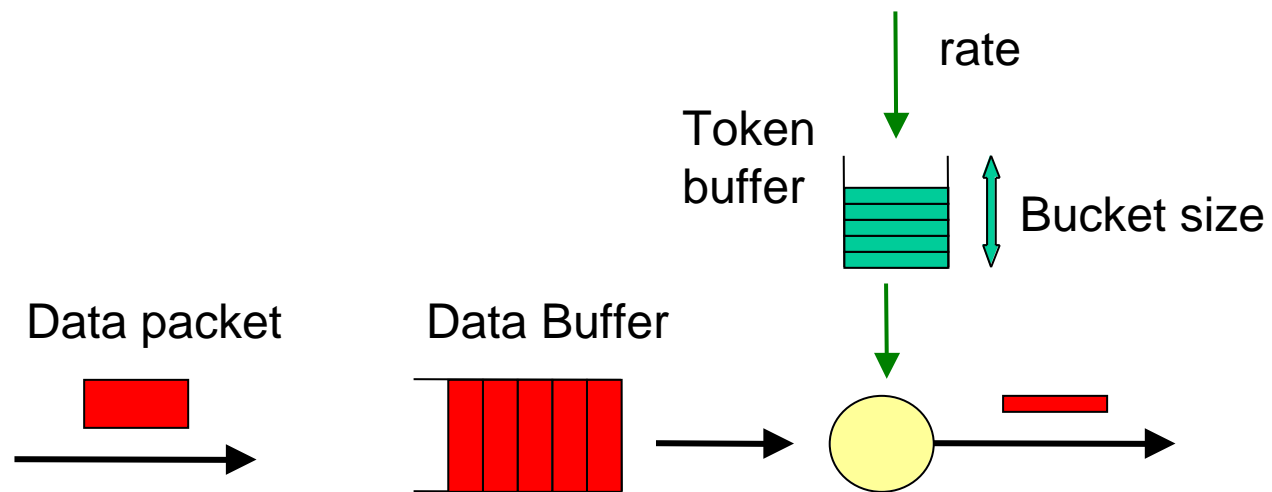 rate
Token
buffer
Bucket size
Data packet
Data Buffer